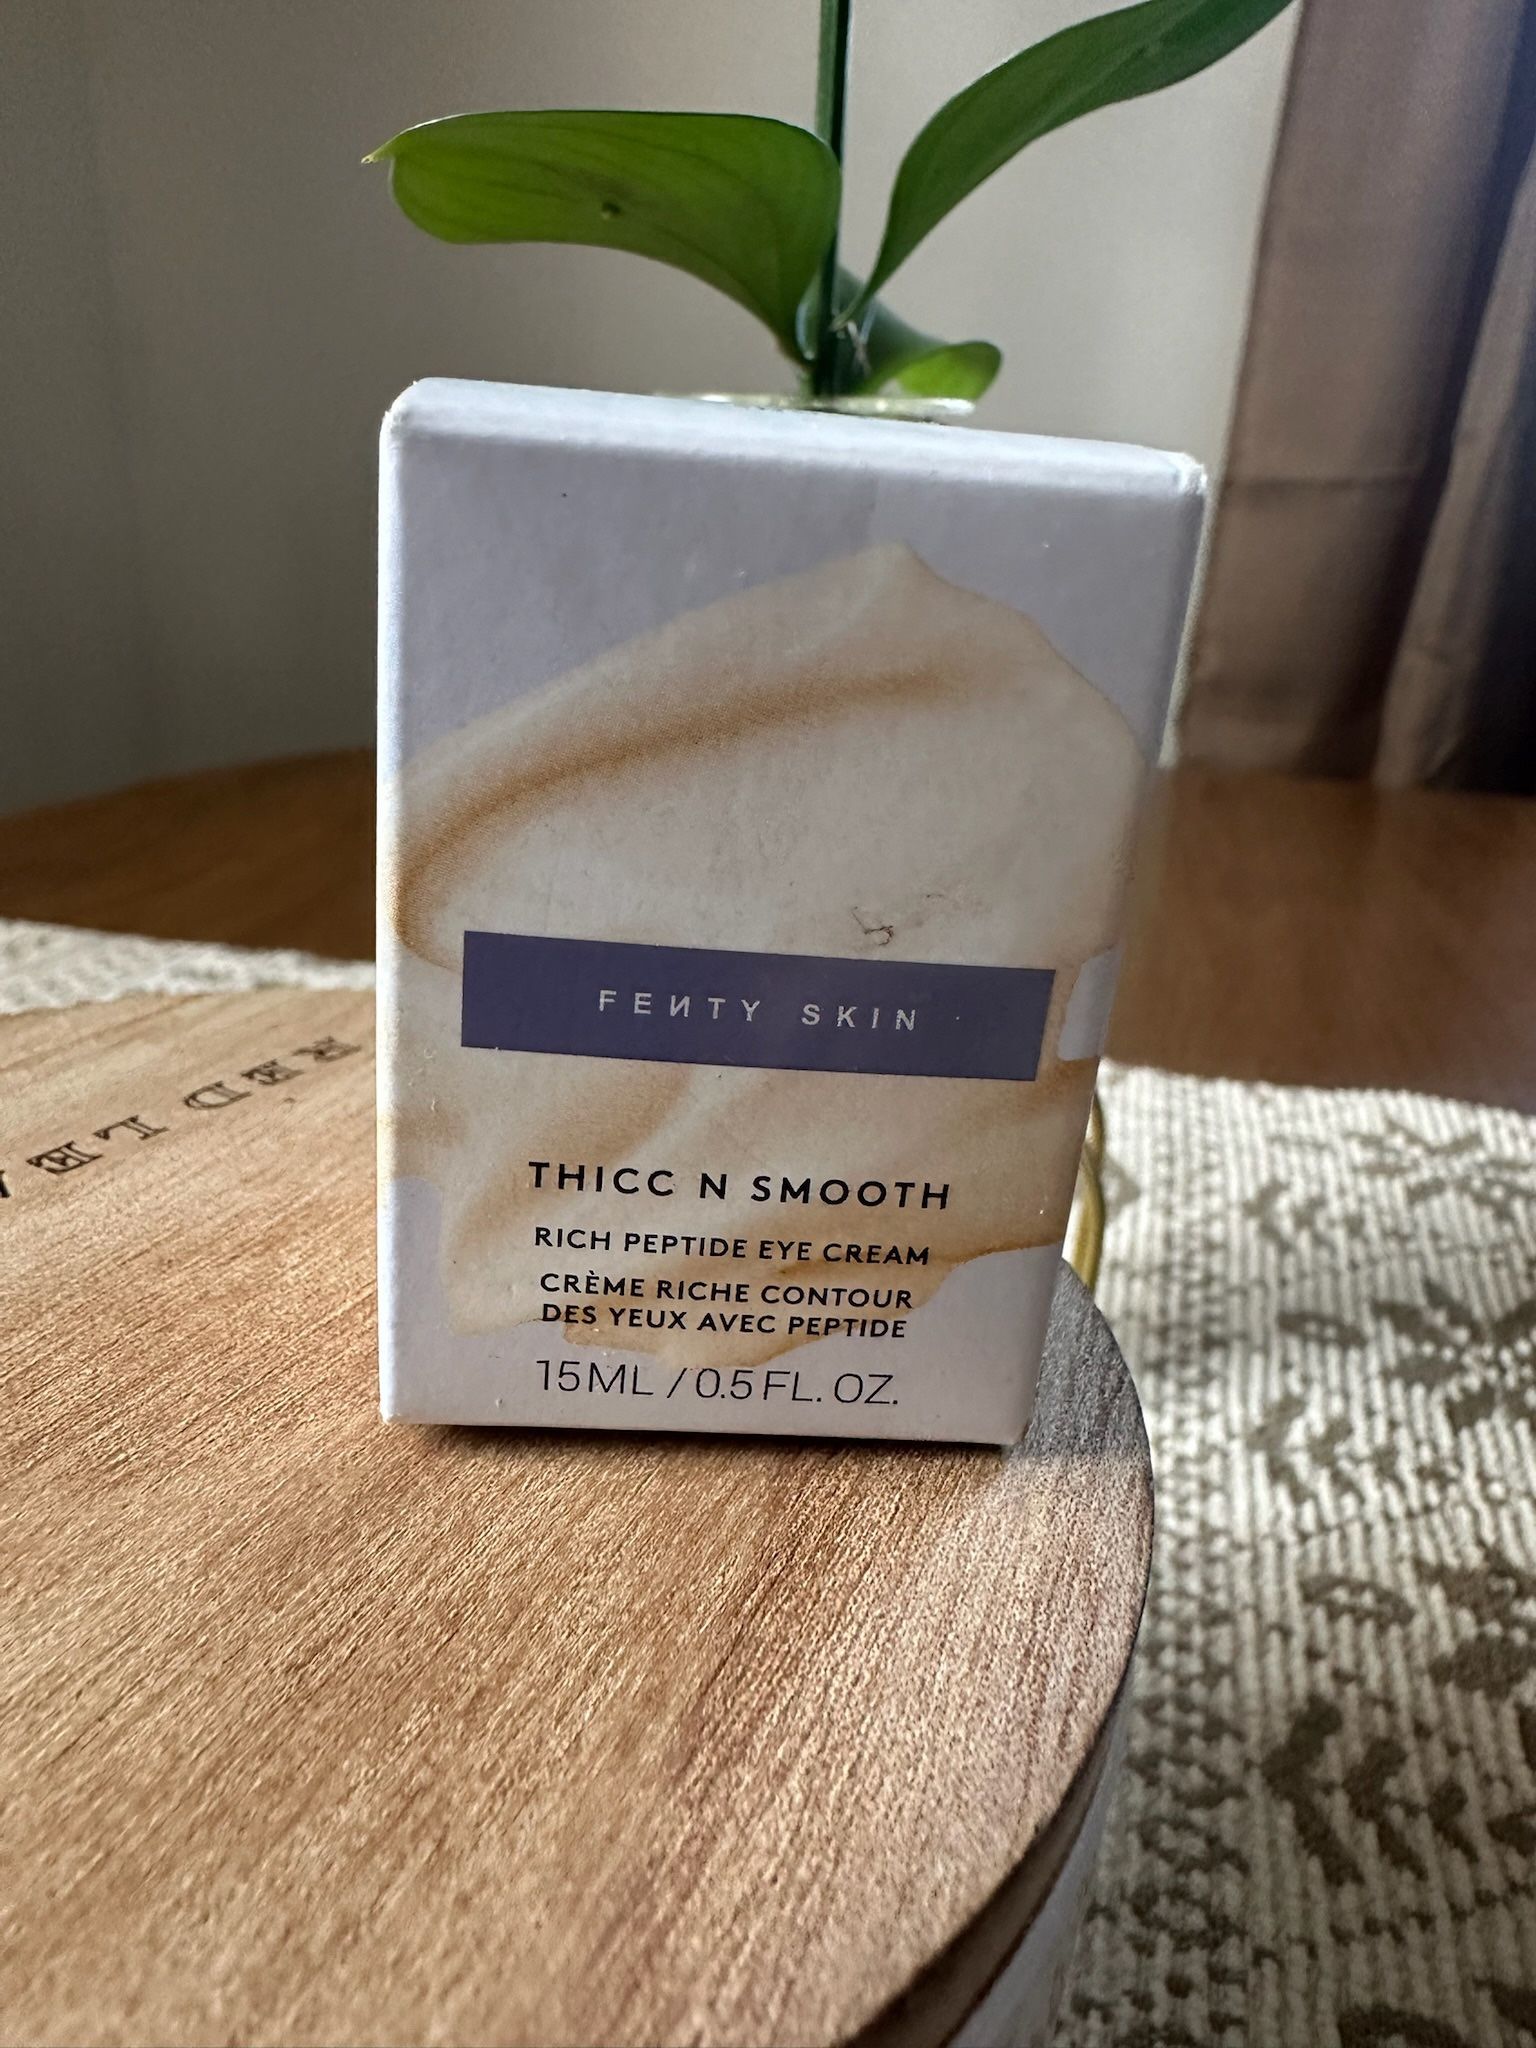 FEИTY SKIN
THICC N SMOOTH
RICH PEPTIDE EYE CREAM
CRÈME RICHE CONTOUR
DES YEUX AVEC PEPTIDE
15ML / 0.5 FL. OZ.